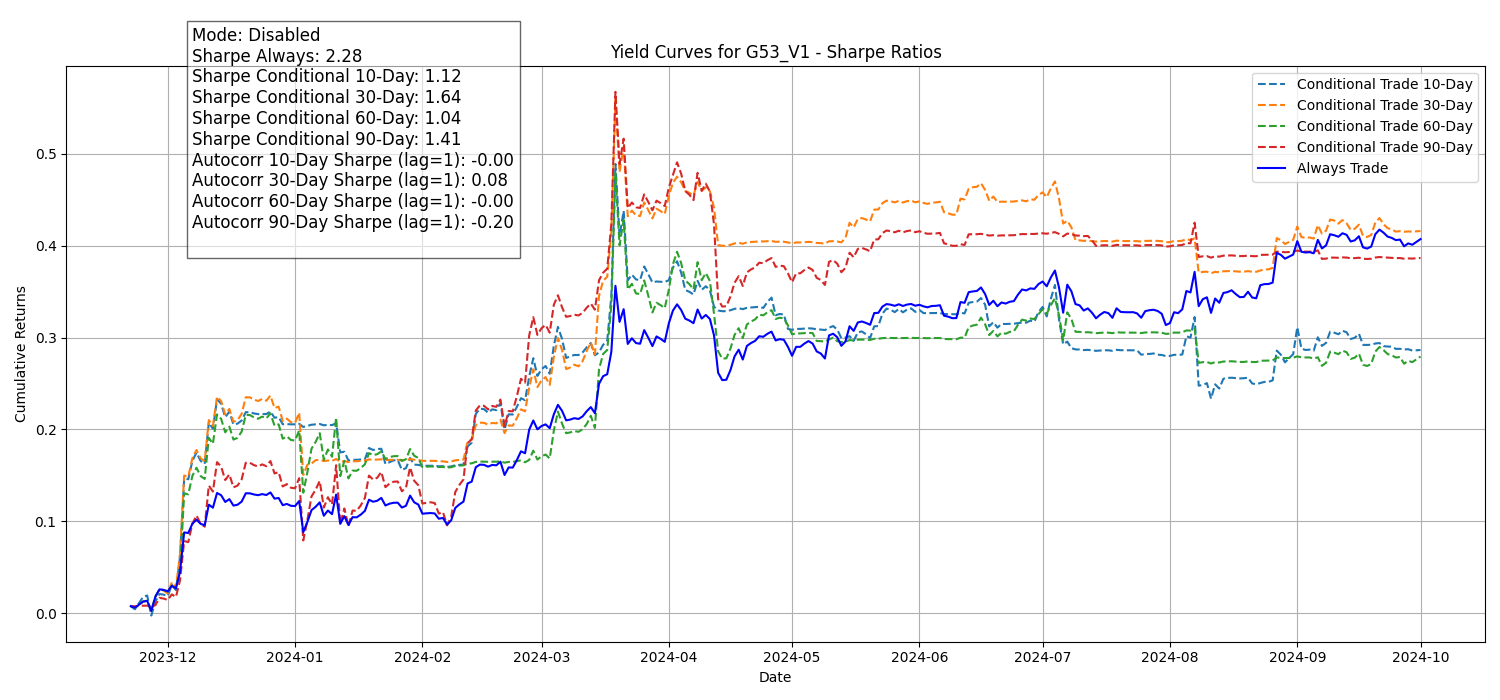 Mode: Disabled
Sharpe Always: 2.28
Sharpe Conditional 10-Day: 1.12
Sharpe Conditional 30-Day: 1.64
Sharpe Conditional 60-Day: 1.04
Sharpe Conditional 90-Day: 1.41
Autocorr 10-Day Sharpe (lag=1): -0.00
Autocorr 30-Day Sharpe (lag=1): 0.08
Autocorr 60-Day Sharpe (lag=1): -0.00
Autocorr 90-Day Sharpe (lag=1): -0.20
Yield Curves for G53_V1 - Sharpe Ratios
Conditional Trade 10-Day
Conditional Trade 30-Day
Conditional Trade 60-Day
Conditional Trade 90-Day
Always Trade
Cumulative Returns
0.5
0.4
0.3
0.2
0.1
0.0
2023-12 2024-01 2024-02 2024-03 2024-04 2024-05 2024-06 2024-07 2024-08 2024-09 2024-10
Date